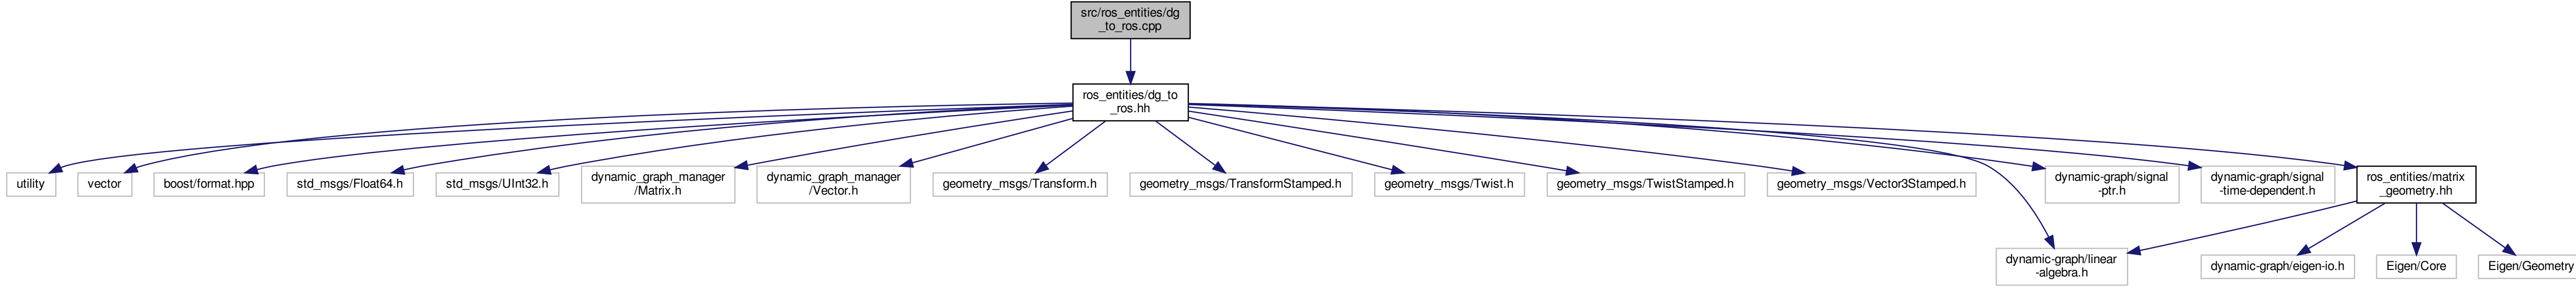 src/ros_entities/dg
_to_ros.cpp
ros_entities/dg_to
_ros.hh
utility
vector
boost/format.hpp
std_msgs/Float64.h
std_msgs/UInt32.h
dynamic_graph_manager
/Matrix.h
dynamic_graph_manager
/Vector.h
geometry_msgs/Transform.h
geometry_msgs/TransformStamped.h
geometry_msgs/Twist.h
geometry_msgs/TwistStamped.h
geometry_msgs/Vector3Stamped.h
dynamic-graph/signal
-ptr.h
dynamic-graph/signal
-time-dependent.h
ros_entities/matrix
_geometry.hh
dynamic-graph/linear
-algebra.h
dynamic-graph/eigen-io.h
Eigen/Core
Eigen/Geometry